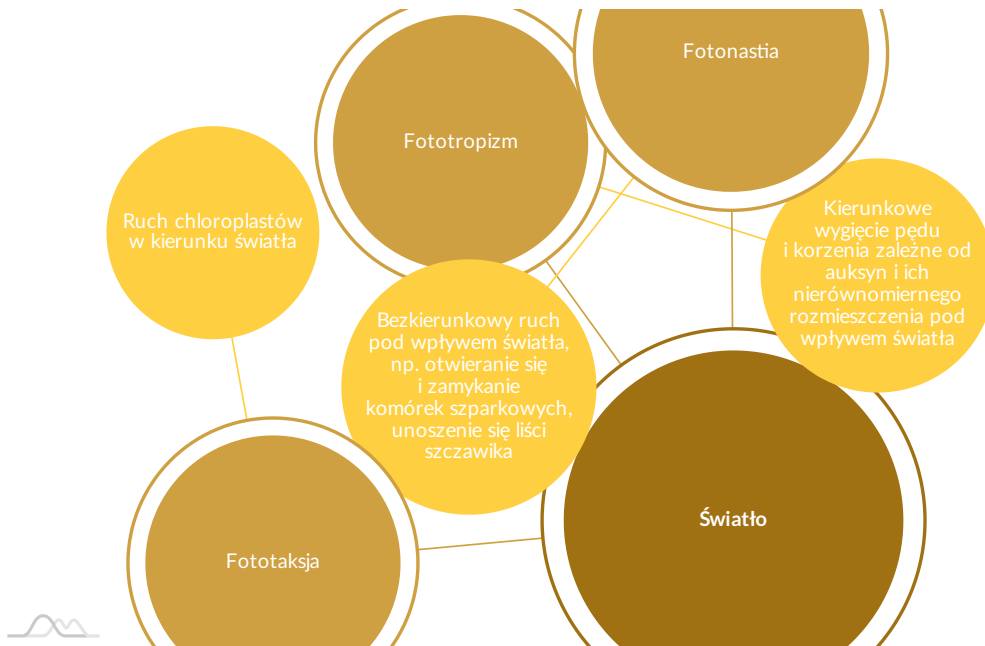 Fotonastia
Fototropizm
Ruch chloroplastów
w kierunku światła
Kierunkowe
wygięcie pędu
i korzenia zależne od
auksyn i ich
nierównomiernego
rozmieszczenia pod
wpływem światła
Bezkierunkowy ruch
pod wpływem światła,
np. otwieranie się
i zamykanie
komórek szparkowych,
unoszenie się liści
szczawika
Światło
Fototaksja